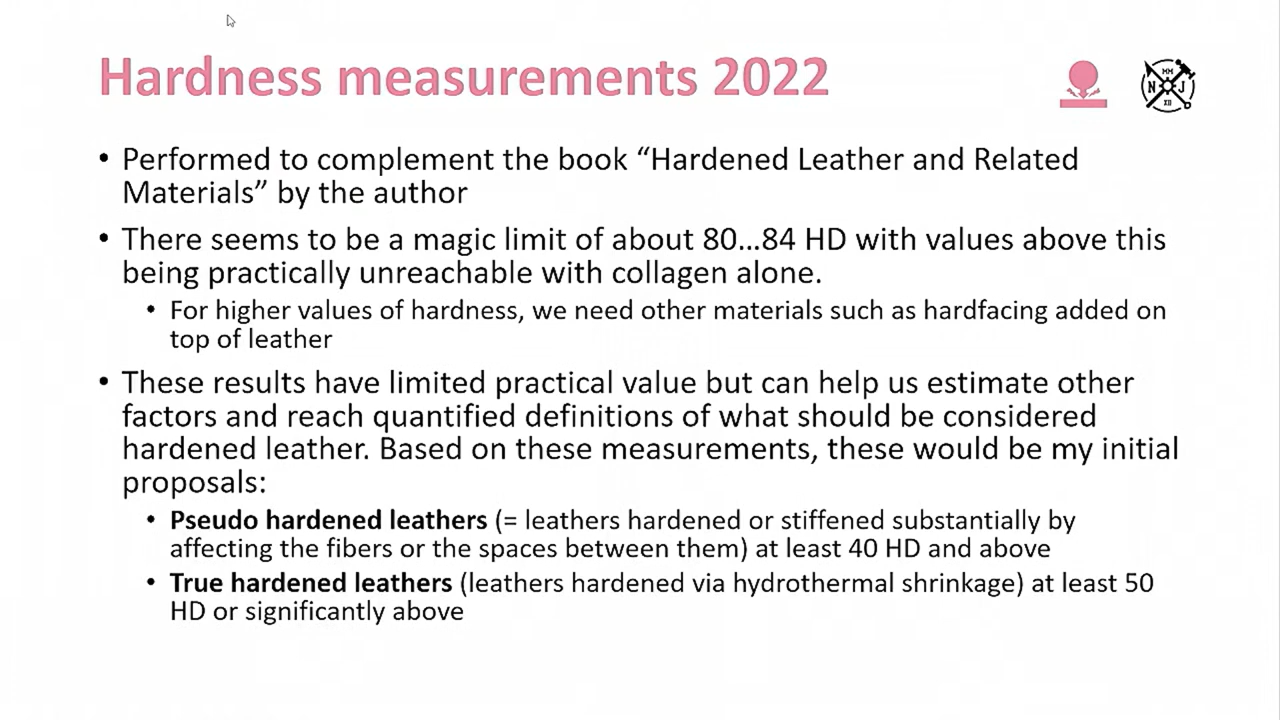 Hardness measurements 2022
MM
N J
XII
• Performed to complement the book “Hardened Leather and Related
Materials” by the author
• There seems to be a magic limit of about 80…84 HD with values above this
being practically unreachable with collagen alone.
• For higher values of hardness, we need other materials such as hardfacing added on
top of leather
• These results have limited practical value but can help us estimate other
factors and reach quantified definitions of what should be considered
hardened leather. Based on these measurements, these would be my initial
proposals:
• Pseudo hardened leathers (= leathers hardened or stiffened substantially by
affecting the fibers or the spaces between them) at least 40 HD and above
• True hardened leathers (leathers hardened via hydrothermal shrinkage) at least 50
HD or significantly above